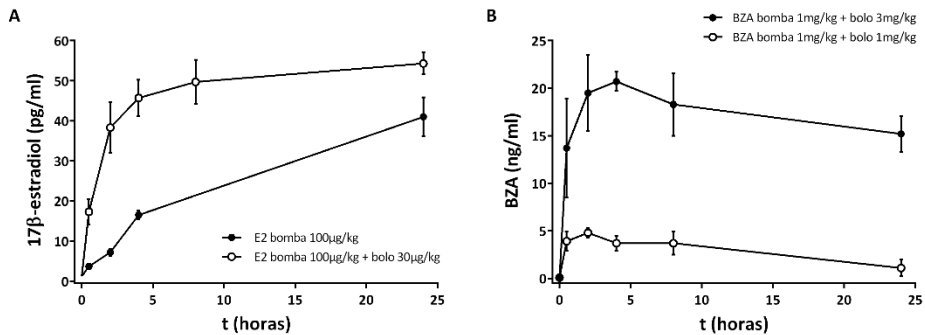 A
60
50
40
30
20
10
0
17β-estradiol (pg/ml)
E2 bomba 100µg/kg
E2 bomba 100µg/kg + bolo 30µg/kg
0
5
10
15
20
25
t (horas)
B
BZA bomba 1mg/kg + bolo 3mg/kg
BZA bomba 1mg/kg + bolo 1mg/kg
25
20
15
10
5
0
BZA (ng/ml)
0
5
10
15
20
25
t (horas)